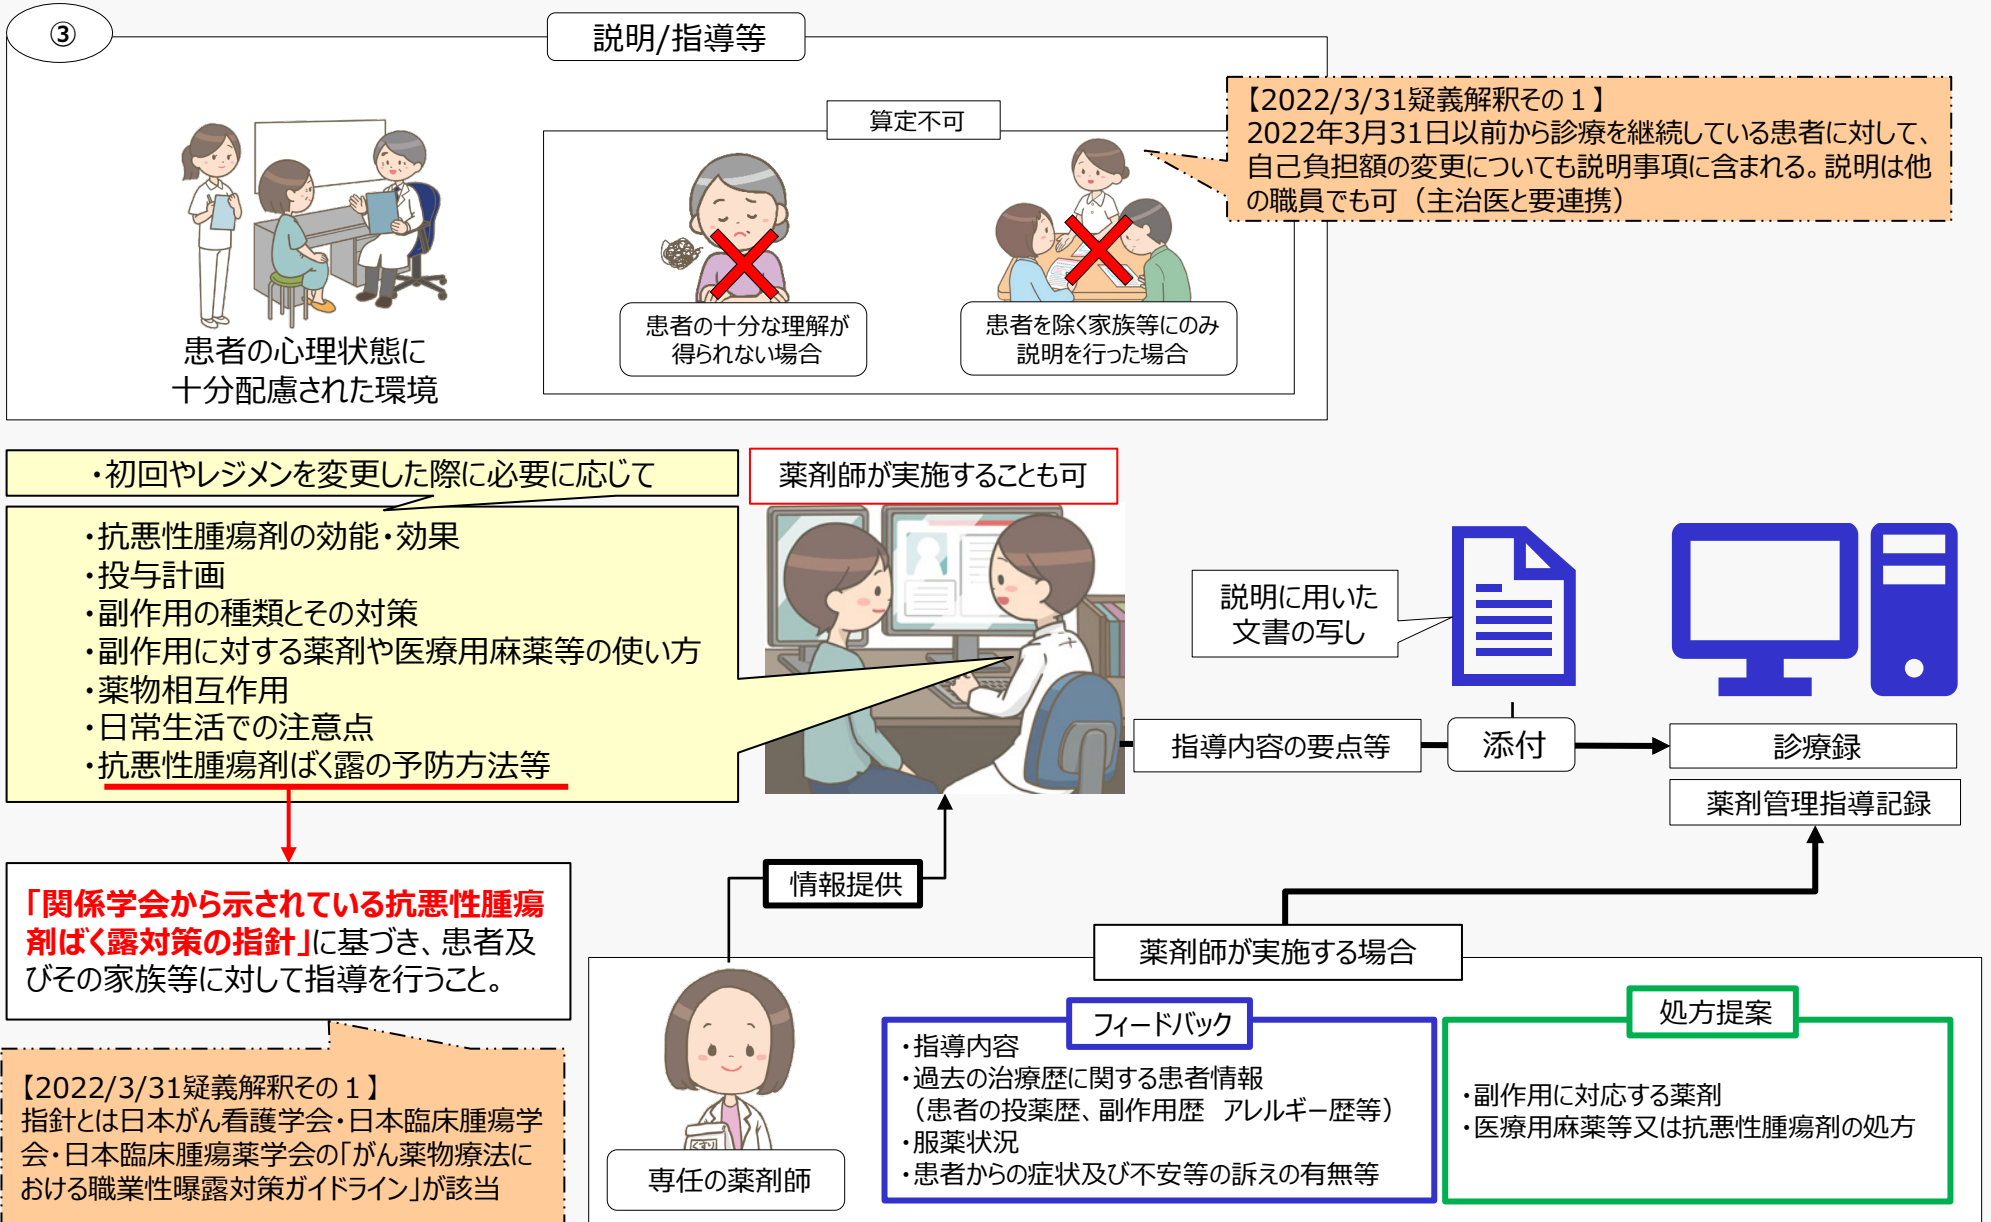 ③
説明/指導等
患者の心理状態に
十分配慮された環境
算定不可
患者の十分な理解が
得られない場合
患者を除く家族等にのみ
説明を行った場合
【2022/3/31疑義解釈その１】
2022年3月31日以前から診療を継続している患者に対して、
自己負担額の変更についても説明事項に含まれる。説明は他
の職員でも可（主治医と要連携）
・初回やレジメンを変更した際に必要に応じて
・抗悪性腫瘍剤の効能・効果
・投与計画
・副作用の種類とその対策
・副作用に対する薬剤や医療用麻薬等の使い方
・薬物相互作用
・日常生活での注意点
・抗悪性腫瘍剤ばく露の予防方法等
薬剤師が実施することも可
説明に用いた
文書の写し
指導内容の要点等
添付
診療録
薬剤管理指導記録
「関係学会から示されている抗悪性腫瘍
剤ばく露対策の指針」に基づき、患者及
びその家族等に対して指導を行うこと。
【2022/3/31疑義解釈その１】
指針とは日本がん看護学会・日本臨床腫瘍学
会・日本臨床腫瘍薬学会の「がん薬物療法に
おける職業性曝露対策ガイドライン」が該当
情報提供
薬剤師が実施する場合
くすり
専任の薬剤師
フィードバック
・指導内容
・過去の治療歴に関する患者情報
（患者の投薬歴、副作用歴　アレルギー歴等）
・服薬状況
・患者からの症状及び不安等の訴えの有無等
処方提案
・副作用に対応する薬剤
・医療用麻薬等又は抗悪性腫瘍剤の処方